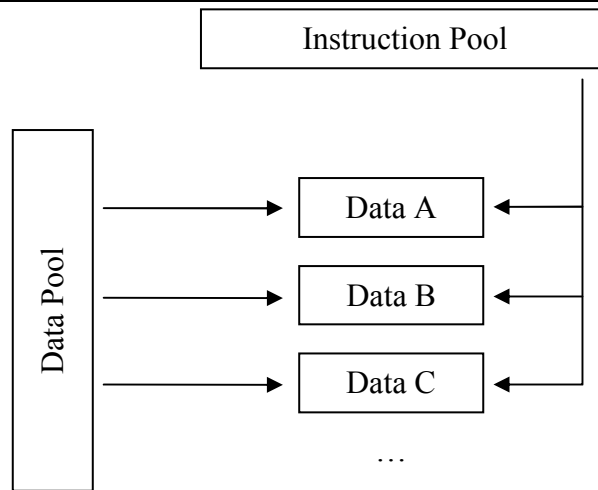 Instruction Pool
Data Pool
Data A
Data B
Data C
…